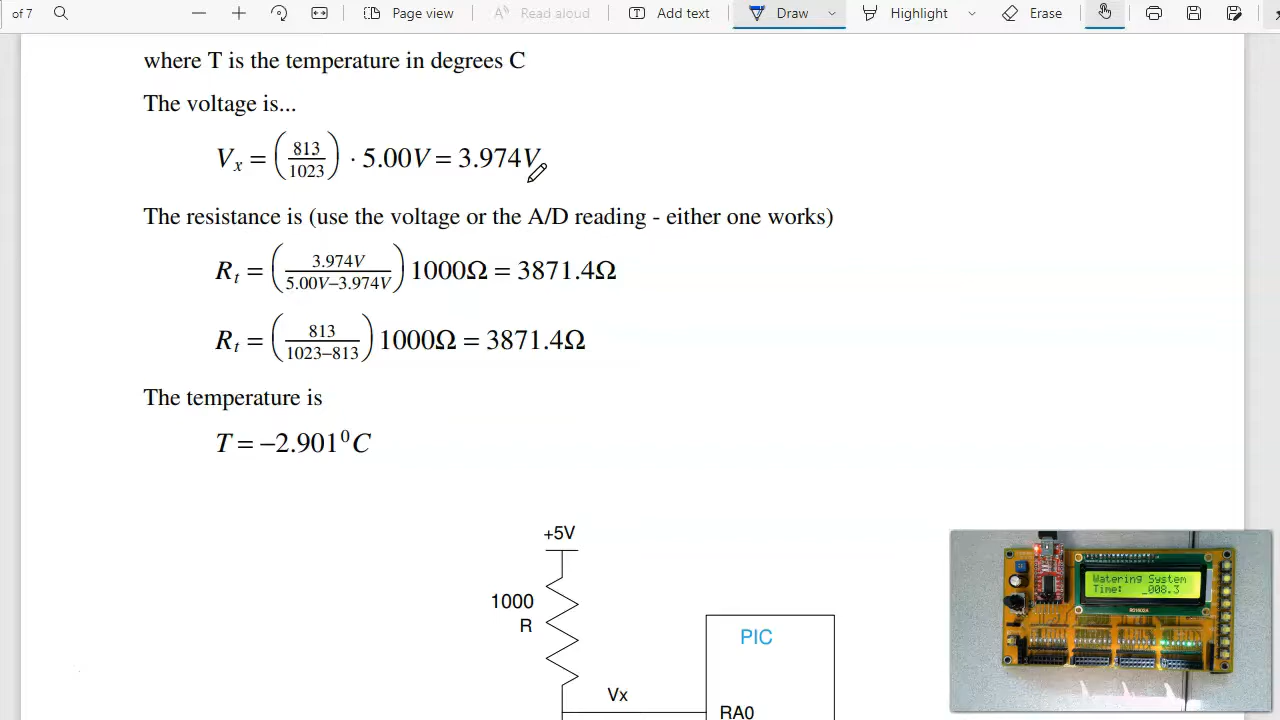 of 7 Page view Read aloud Add text Draw Highlight Erase
where T is the temperature in degrees C
The voltage is...
Vₓ = (813/1023) · 5.00V = 3.974V
The resistance is (use the voltage or the A/D reading - either one works)
Rₜ = (3.974V/5.00V–3.974V) 1000Ω = 3871.4Ω
Rₜ = (813/1023–813) 1000Ω = 3871.4Ω
The temperature is
T = –2.901⁰C
+5V
1000
R
PIC
Vx
RA0
Watering System
Time: _008.3